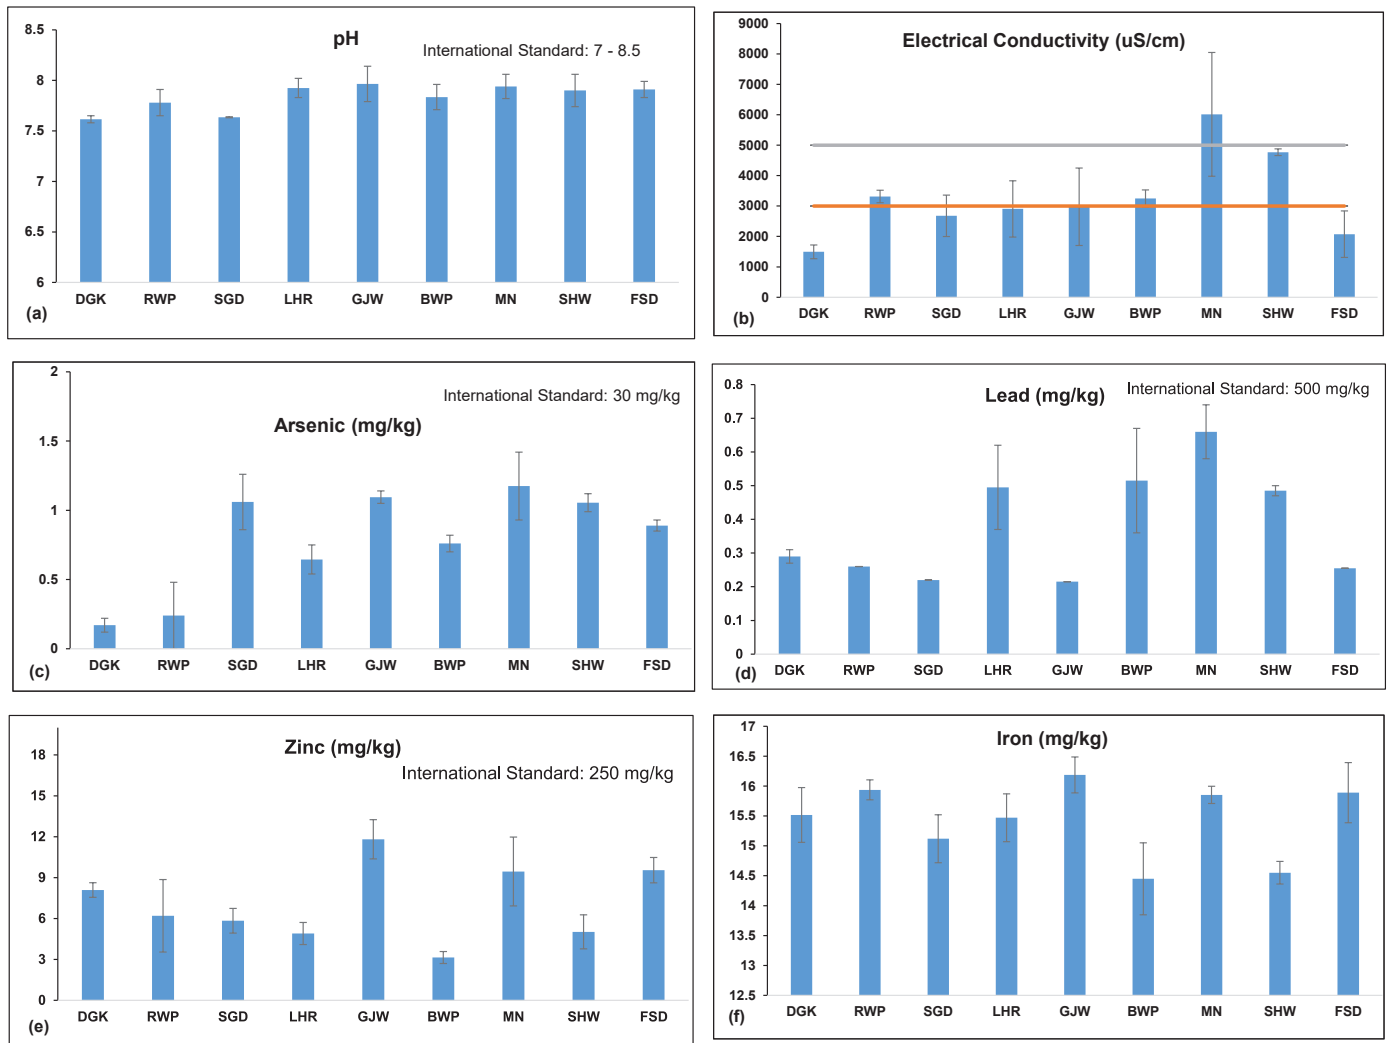 pH
International Standard: 7 - 8.5
8.5
8
7.5
7
6.5
6
DGK RWP SGD LHR GJW BWP MN SHW FSD
(a)
Electrical Conductivity (uS/cm)
9000
8000
7000
6000
5000
4000
3000
2000
1000
0
DGK RWP SGD LHR GJW BWP MN SHW FSD
(b)
International Standard: 30 mg/kg
Arsenic (mg/kg)
2
1.5
1
0.5
0
DGK RWP SGD LHR GJW BWP MN SHW FSD
(c)
Lead (mg/kg)
International Standard: 500 mg/kg
0.8
0.7
0.6
0.5
0.4
0.3
0.2
0.1
0
DGK RWP SGD LHR GJW BWP MN SHW FSD
(d)
Zinc (mg/kg)
International Standard: 250 mg/kg
18
15
12
9
6
3
0
DGK RWP SGD LHR GJW BWP MN SHW FSD
(e)
Iron (mg/kg)
17
16.5
16
15.5
15
14.5
14
13.5
13
12.5
DGK RWP SGD LHR GJW BWP MN SHW FSD
(f)